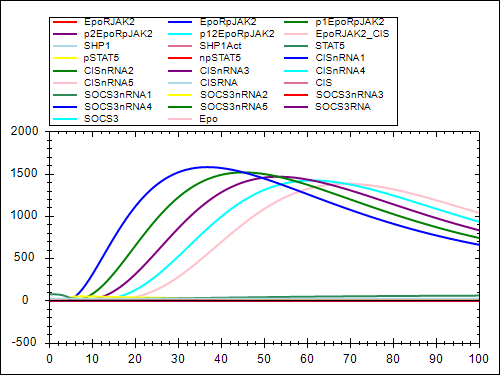 EpoRJAK2 EpoRpJAK2 p1EpoRpJAK2
p2EpoRpJAK2 p12EpoRpJAK2 EpoRJAK2_CIS
SHP1 SHP1Act STAT5
pSTAT5 npSTAT5 CISnRNA1
CISnRNA2 CISnRNA3 CISnRNA4
CISnRNA5 CISRNA CIS
SOCS3nRNA1 SOCS3nRNA2 SOCS3nRNA3
SOCS3nRNA4 SOCS3nRNA5 SOCS3RNA
SOCS3 Epo
2000
1500
1000
500
0
-500
0 10 20 30 40 50 60 70 80 90 100